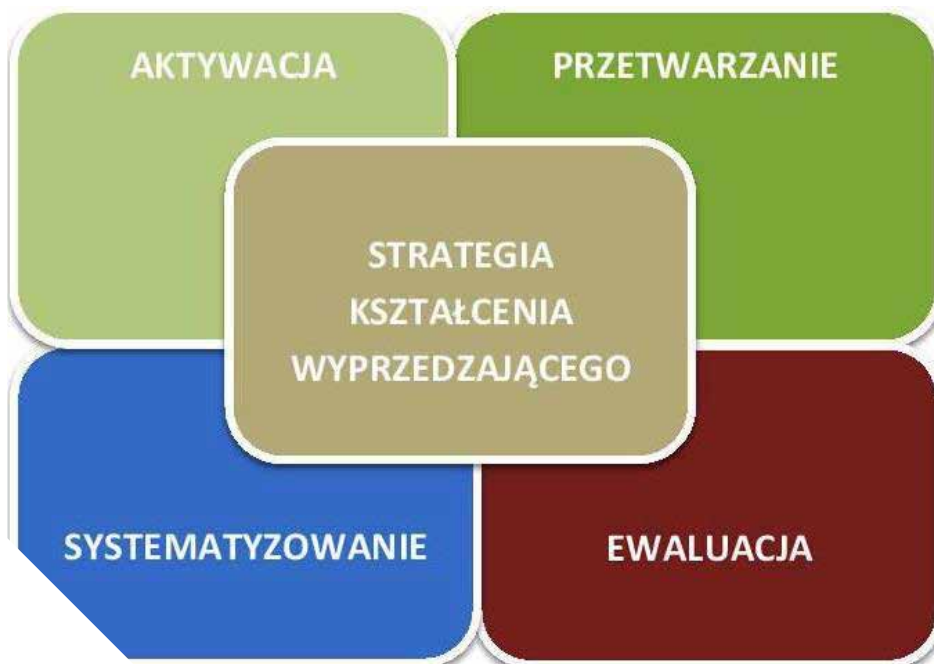 AKTYWACJA
PRZETWARZANIE
STRATEGIA
KSZTAŁCENIA
WYPRZEDZAJĄCEGO
SYSTEMATYZOWANIE
EWALUACJA